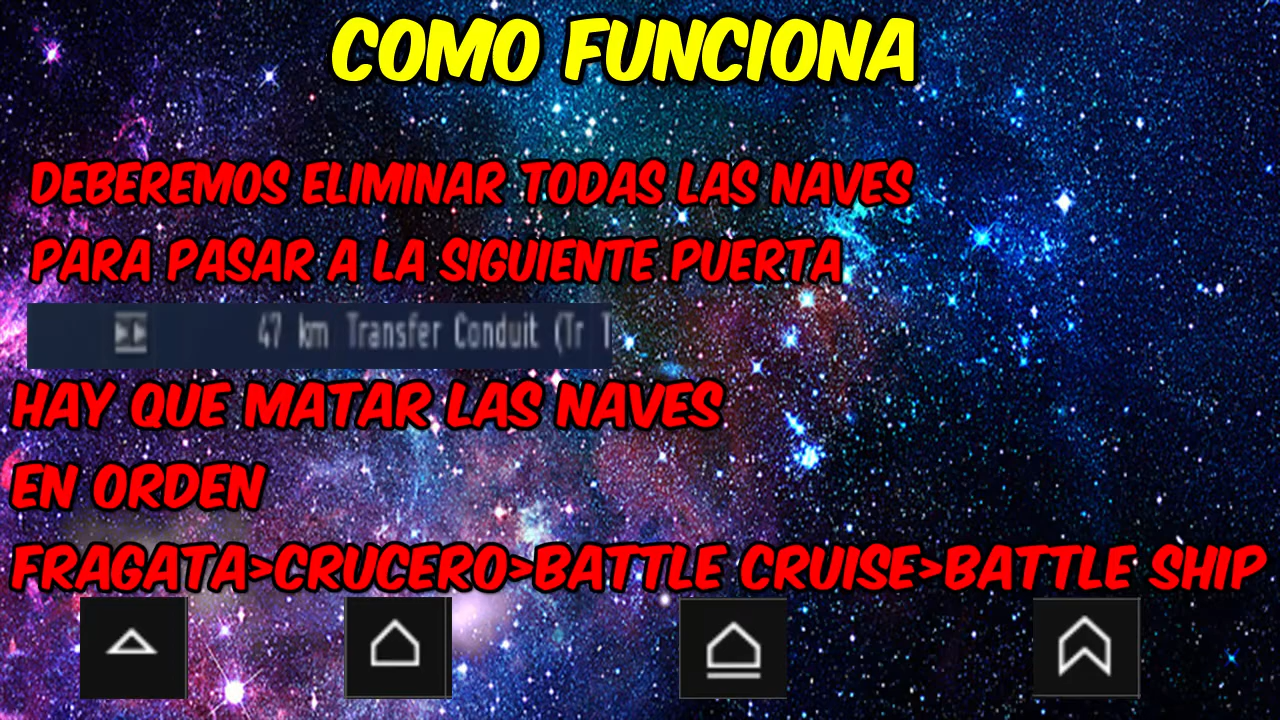 COMO FUNCIONA
DEBEREMOS ELIMINAR TODAS LAS NAVES
PARA PASAR A LA SIGUIENTE PUERTA
47 km Transfer Conduit (Tr T
HAY QUE MATAR LAS NAVES
EN ORDEN
FRAGATA>CRUCERO>BATTLE CRUISE>BATTLE SHIP